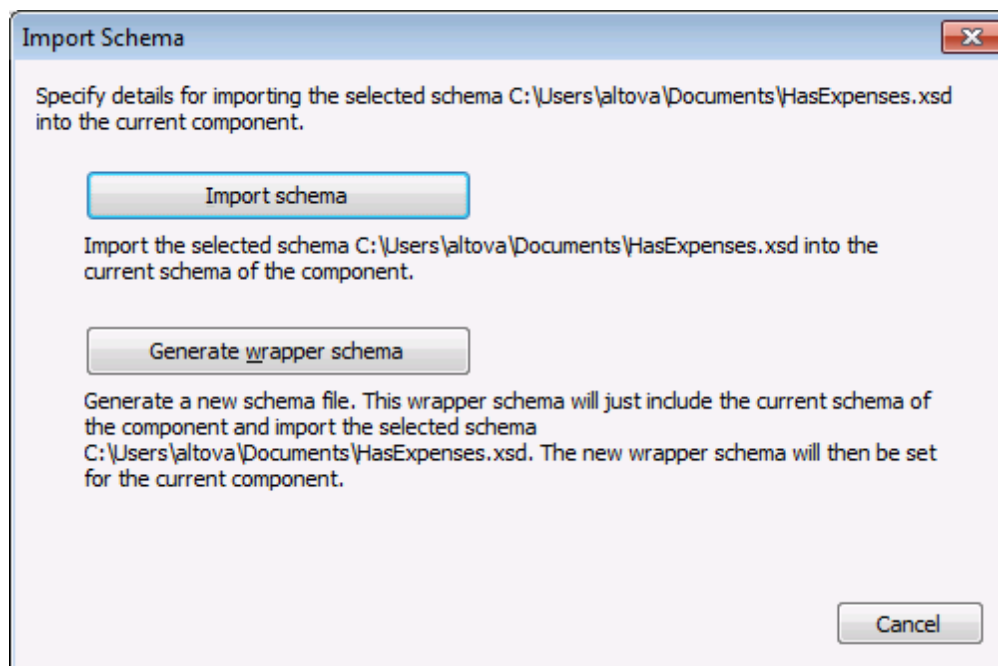 Import Schema
Specify details for importing the selected schema C:\Users\altova\Documents\HasExpenses.xsd
into the current component.
Import schema
Import the selected schema C:\Users\altova\Documents\HasExpenses.xsd into the
current schema of the component.
Generate wrapper schema
Generate a new schema file. This wrapper schema will just include the current schema of
the component and import the selected schema
C:\Users\altova\Documents\HasExpenses.xsd. The new wrapper schema will then be set
for the current component.
Cancel